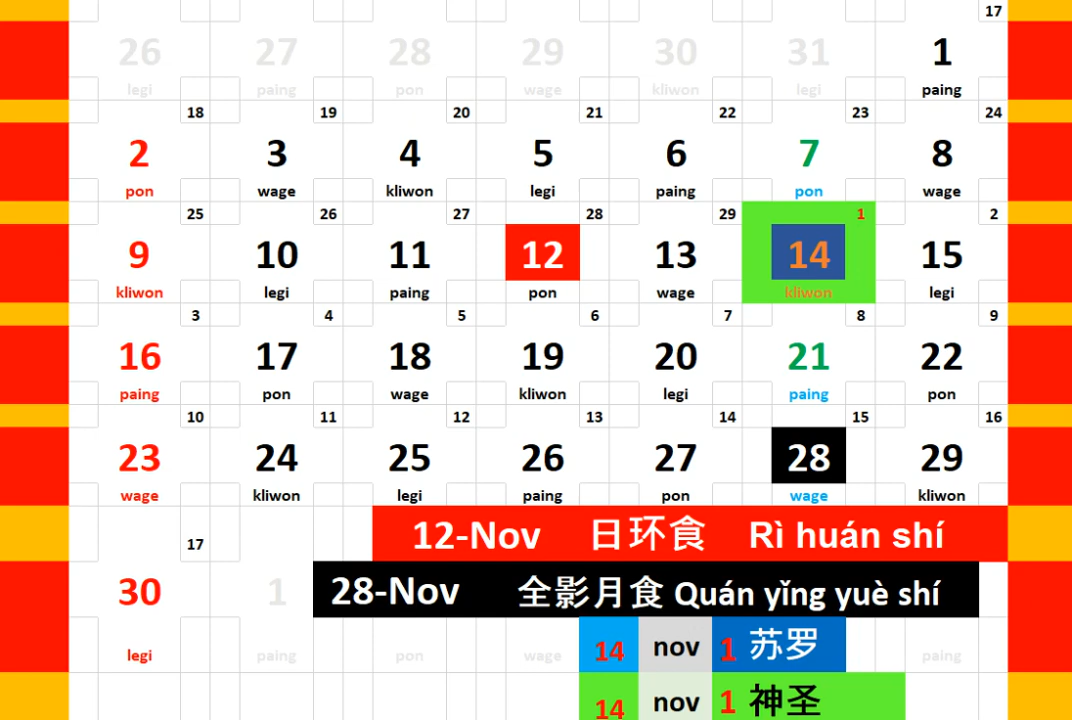 17
26 27 28 29 30 31 1
legi paing pon wage kliwon legi paing
18 19 20 21 22 23 24
2 3 4 5 6 7 8
pon wage kliwon legi paing pon wage
25 26 27 28 29 1 2
9 10 11 12 13 14 15
kliwon legi paing pon wage kliwon legi
3 4 5 6 7 8 9
16 17 18 19 20 21 22
paing pon wage kliwon legi paing pon
10 11 12 13 14 15 16
23 24 25 26 27 28 29
wage kliwon legi paing pon wage kliwon
17
12-Nov 日环食 Rì huán shí
30 1
28-Nov 全影月食 Quán yǐng yuè shí
legi paing pon wage paing
14 nov 1 苏罗
14 nov 1 神圣